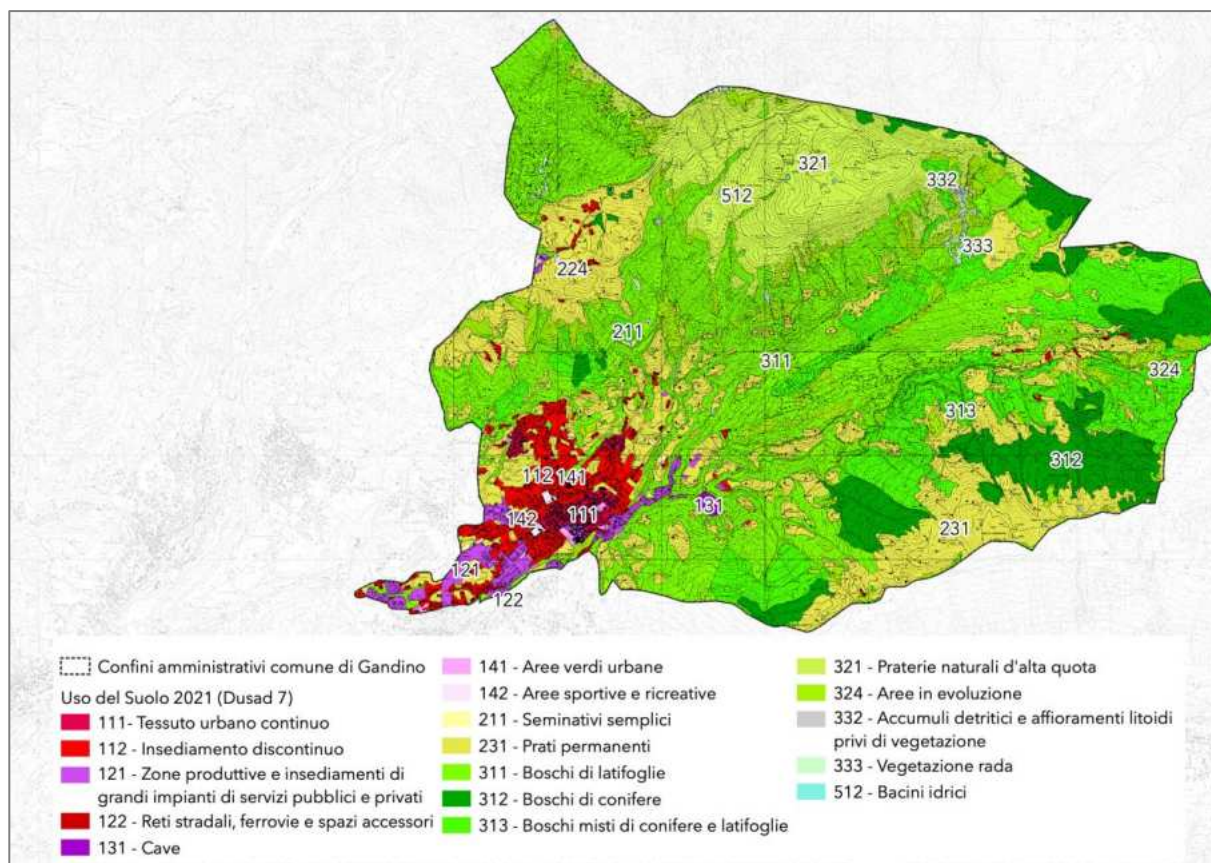 321
332
512
333
224
211
311
324
313
312
112
141
131
142
111
231
121
122
Confini amministrativi comune di Gandino
Uso del Suolo 2021 (Dusad 7)
111- Tessuto urbano continuo
112 - Insediamento discontinuo
121 - Zone produttive e insediamenti di
grandi impianti di servizi pubblici e privati
122 - Reti stradali, ferrovie e spazi accessori
131 - Cave
141 - Aree verdi urbane
142 - Aree sportive e ricreative
211 - Seminativi semplici
231 - Prati permanenti
311 - Boschi di latifoglie
312 - Boschi di conifere
313 - Boschi misti di conifere e latifoglie
321 - Praterie naturali d'alta quota
324 - Aree in evoluzione
332 - Accumuli detritici e affioramenti litoidi
privi di vegetazione
333 - Vegetazione rada
512 - Bacini idrici